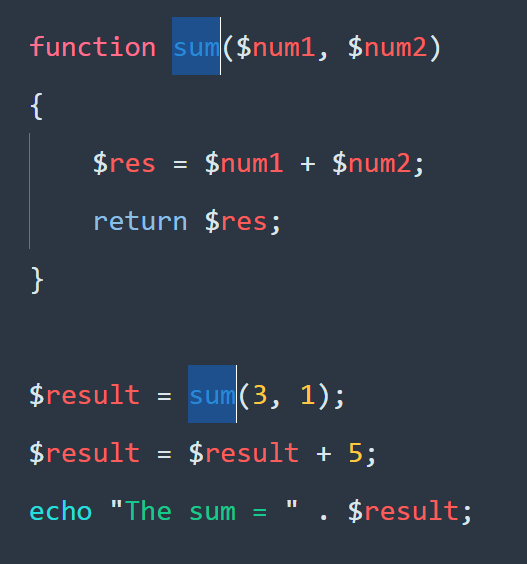 function sum($num1, $num2)
{
    $res = $num1 + $num2;
    return $res;
}
$result = sum(3, 1);
$result = $result + 5;
echo "The sum = " . $result;